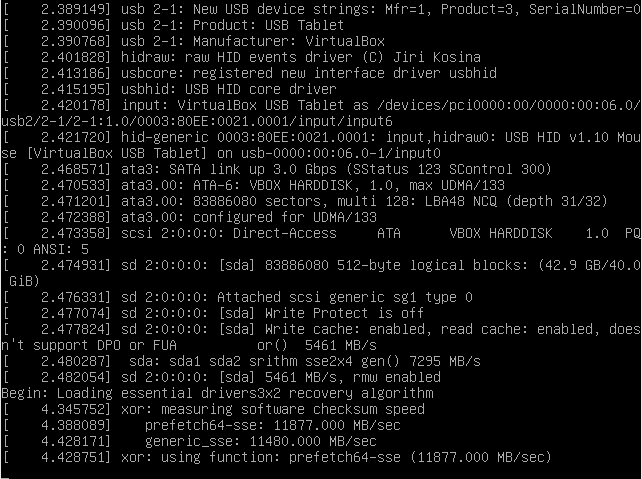 [    2.389149] usb 2-1: New USB device strings: Mfr=1, Product=3, SerialNumber=0
[    2.390096] usb 2-1: Product: USB Tablet
[    2.390768] usb 2-1: Manufacturer: VirtualBox
[    2.401828] hidraw: raw HID events driver (C) Jiri Kosina
[    2.413186] usbcore: registered new interface driver usbhid
[    2.415195] usbhid: USB HID core driver
[    2.420178] input: VirtualBox USB Tablet as /devices/pci0000:00/0000:00:06.0/
usb2/2-1/2-1:1.0/0003:80EE:0021.0001/input/input6
[    2.421720] hid-generic 0003:80EE:0021.0001: input,hidraw0: USB HID v1.10 Mou
se [VirtualBox USB Tablet] on usb-0000:00:06.0-1/input0
[    2.468571] ata3: SATA link up 3.0 Gbps (SStatus 123 SControl 300)
[    2.470533] ata3.00: ATA-6: VBOX HARDDISK, 1.0, max UDMA/133
[    2.471201] ata3.00: 83886080 sectors, multi 128: LBA48 NCQ (depth 31/32)
[    2.472388] ata3.00: configured for UDMA/133
[    2.473358] scsi 2:0:0:0: Direct-Access     ATA      VBOX HARDDISK    1.0  PQ
: 0 ANSI: 5
[    2.474931] sd 2:0:0:0: [sda] 83886080 512-byte logical blocks: (42.9 GB/40.0
 GiB)
[    2.476331] sd 2:0:0:0: Attached scsi generic sg1 type 0
[    2.477074] sd 2:0:0:0: [sda] Write Protect is off
[    2.477824] sd 2:0:0:0: [sda] Write cache: enabled, read cache: enabled, does
n't support DPO or FUA          or()  5461 MB/s
[    2.480287]  sda: sda1 sda2 srithm sse2x4 gen() 7295 MB/s
[    2.482054] sd 2:0:0:0: [sda] 5461 MB/s, rmw enabled
Begin: Loading essential drivers3x2 recovery algorithm
[    4.345752] xor: measuring software checksum speed
[    4.388089]    prefetch64-sse: 11877.000 MB/sec
[    4.428171]    generic_sse: 11480.000 MB/sec
[    4.428751] xor: using function: prefetch64-sse (11877.000 MB/sec)